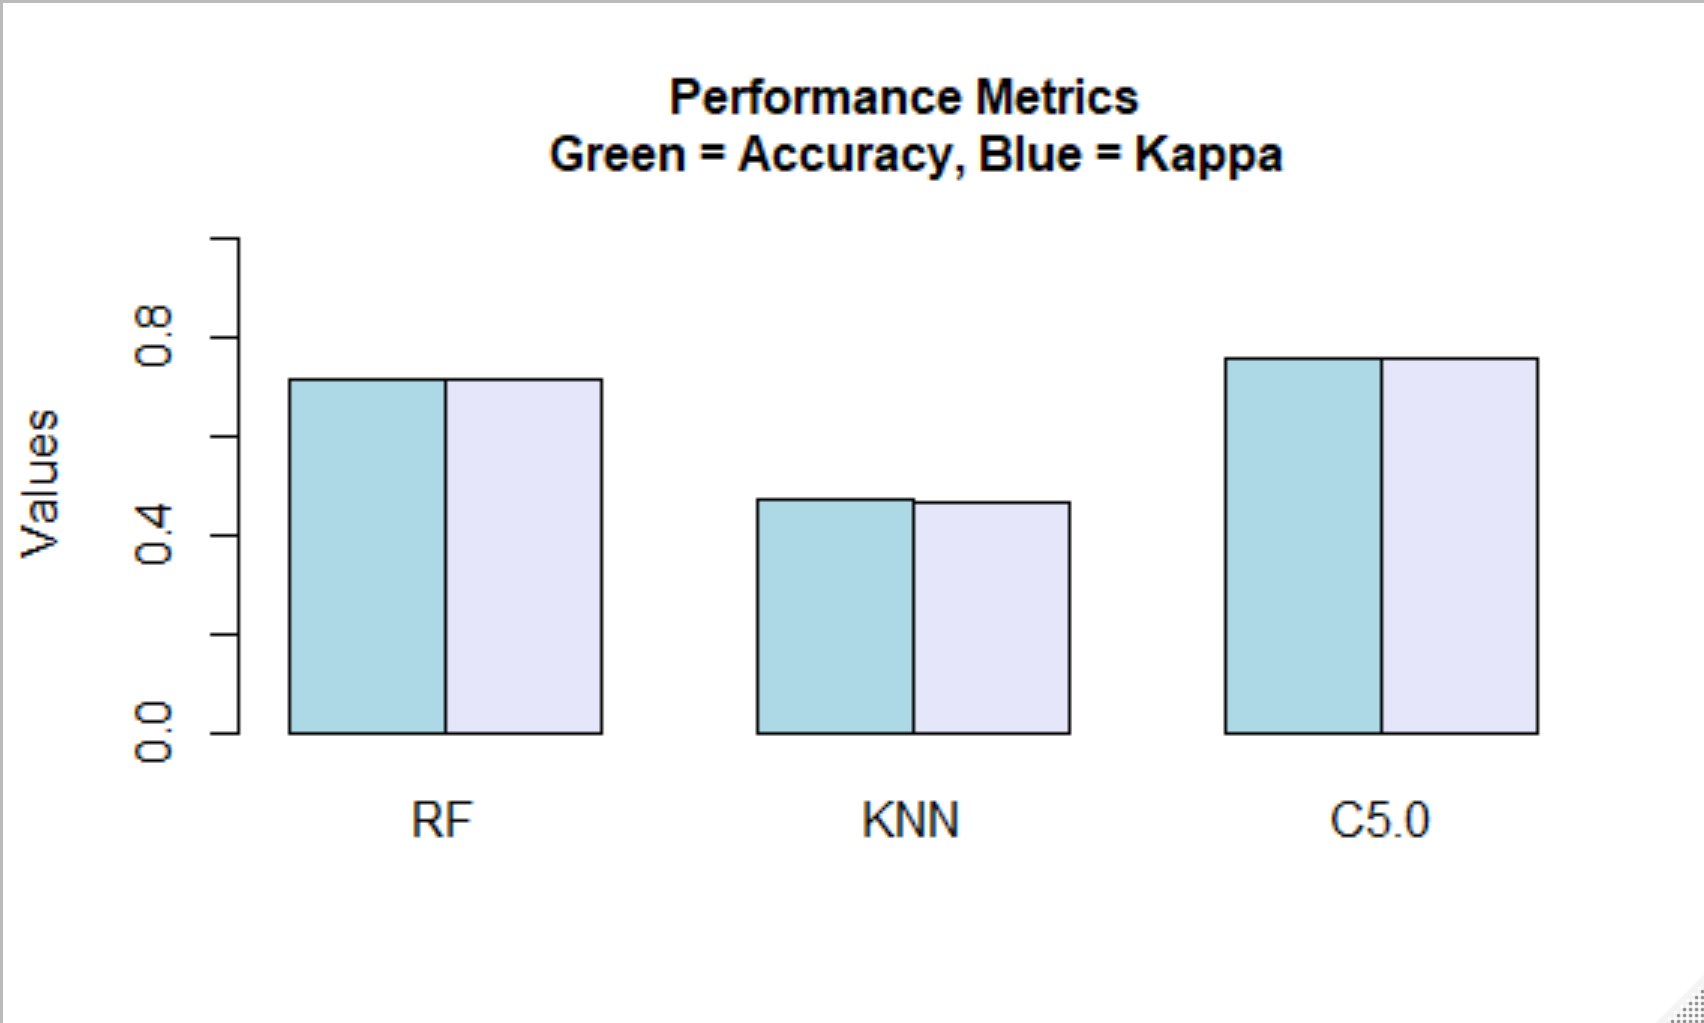 Performance Metrics
Green = Accuracy, Blue = Kappa
Values
0.8
0.4
0.0
RF
KNN
C5.0